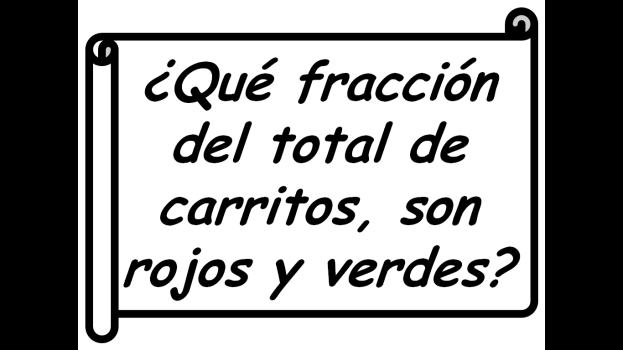 ¿Qué fracción
del total de
carritos, son
rojos y verdes?